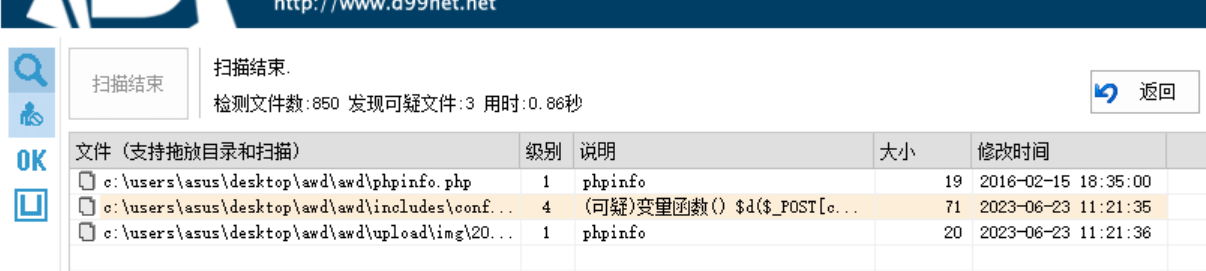 http://www.d99net.net
扫描结束
扫描结束.
检测文件数:850 发现可疑文件:3 用时:0.86秒
返回
OK
文件（支持拖放目录和扫描） 级别 说明 大小 修改时间
c:\users\asus\desktop\awd\awd\phpinfo.php 1 phpinfo 19 2016-02-15 18:35:00
c:\users\asus\desktop\awd\awd\includes\conf... 4 (可疑)变量函数() $d($_POST[c... 71 2023-06-23 11:21:35
c:\users\asus\desktop\awd\awd\upload\img\20... 1 phpinfo 20 2023-06-23 11:21:36